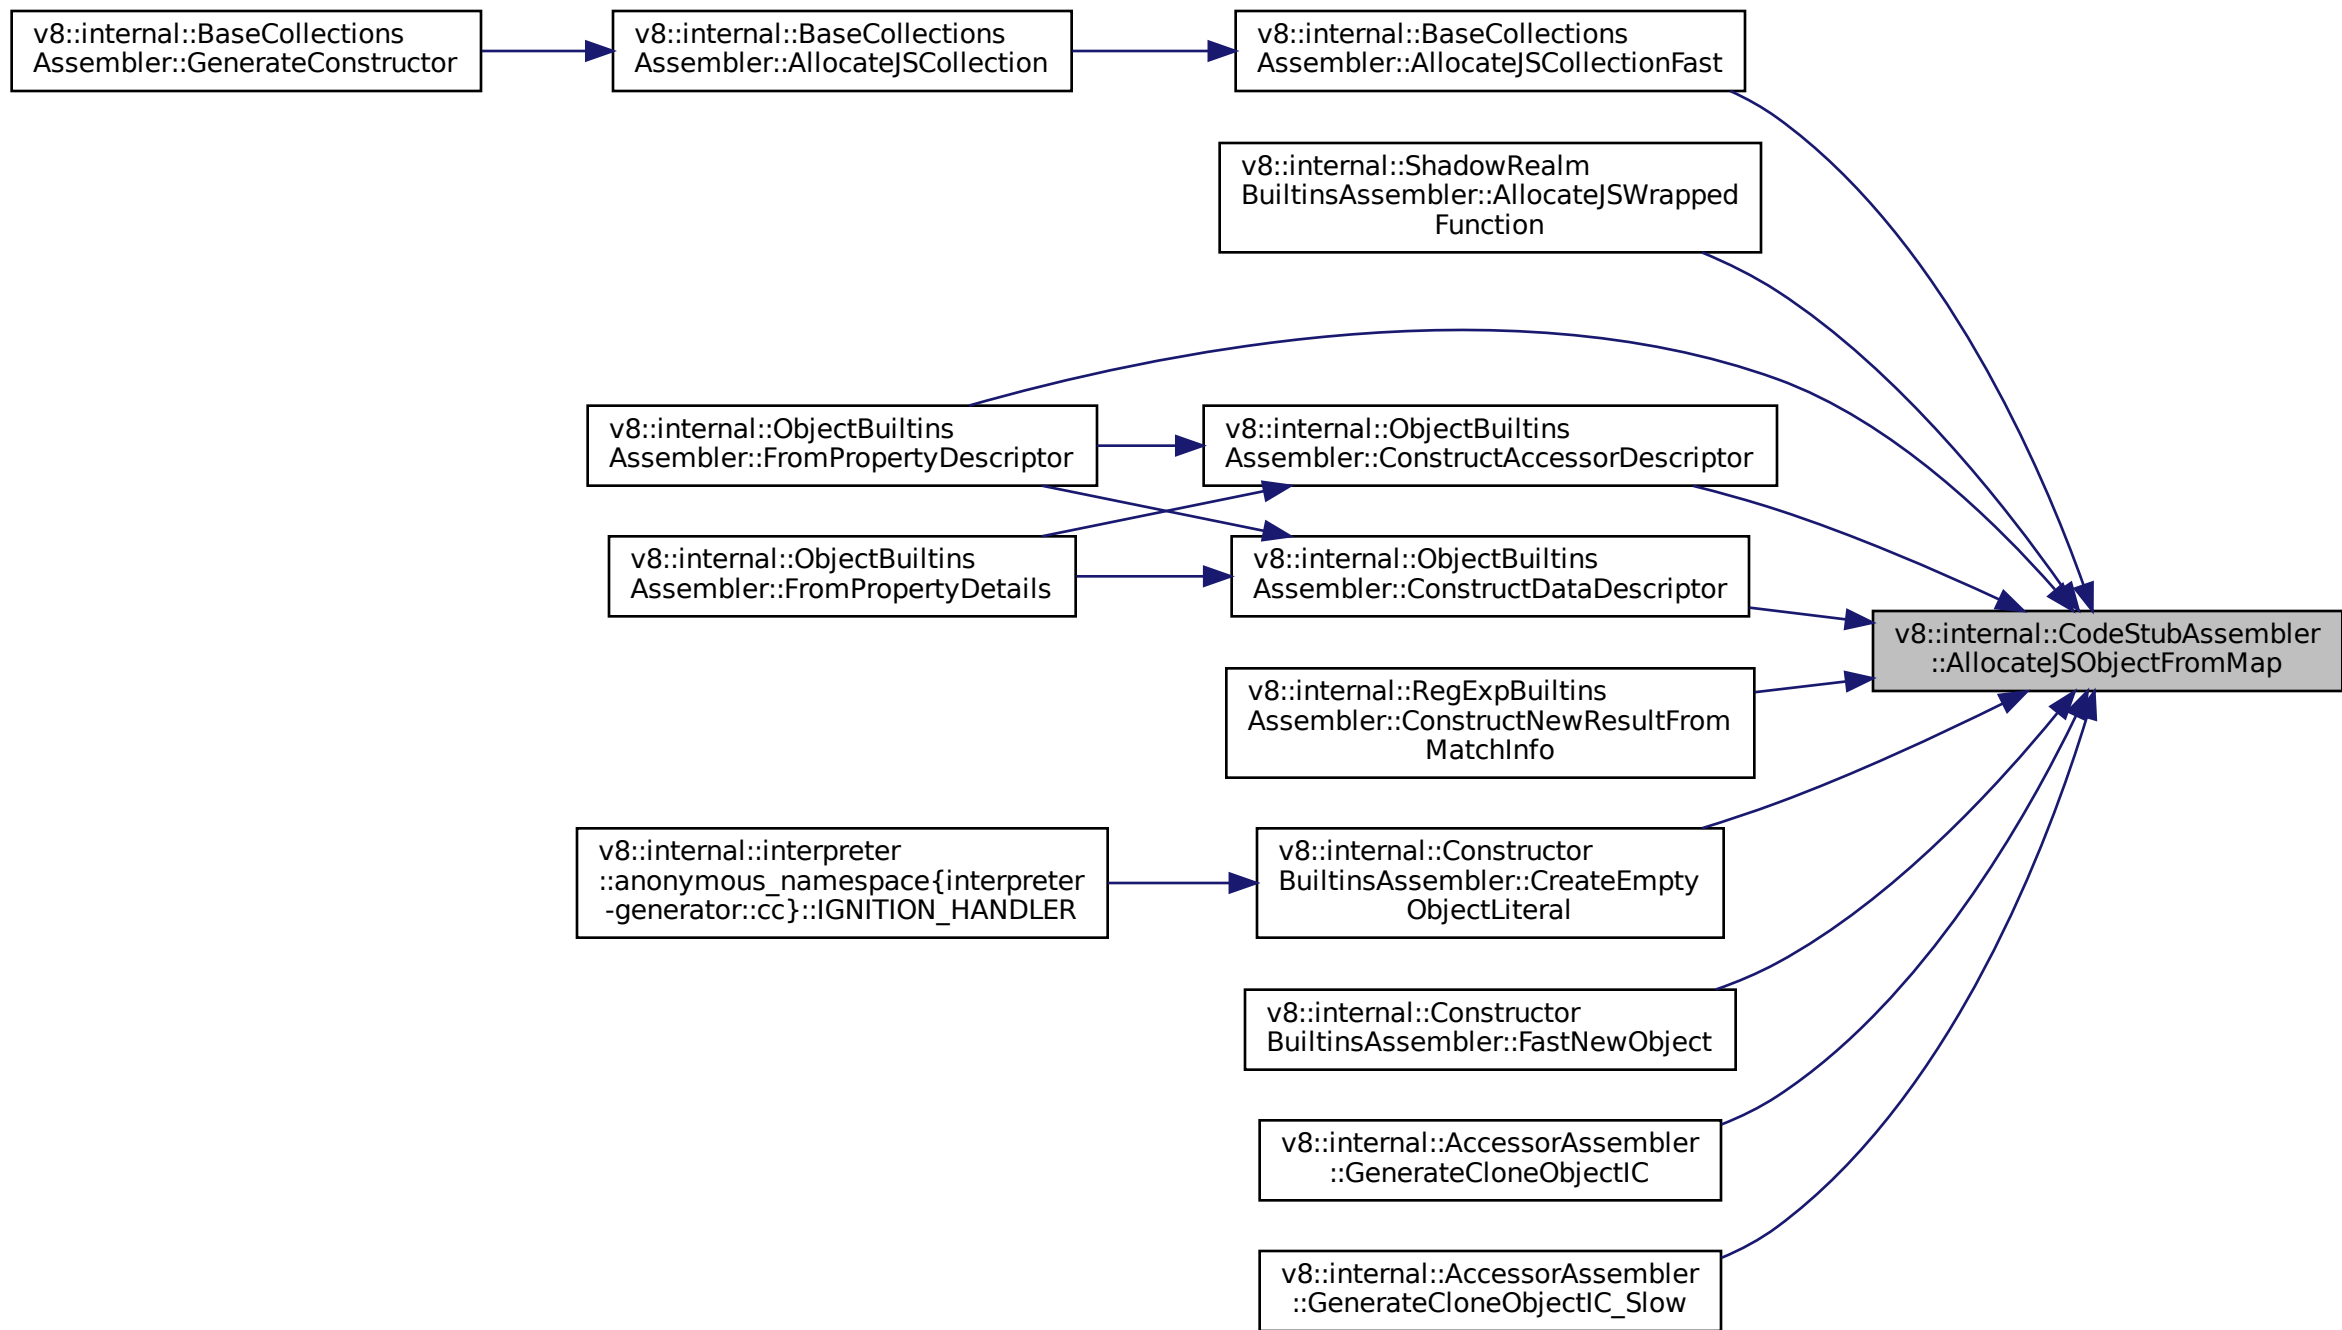 v8::internal::BaseCollections
Assembler::GenerateConstructor
v8::internal::BaseCollections
Assembler::AllocateJSCollection
v8::internal::BaseCollections
Assembler::AllocateJSCollectionFast
v8::internal::ShadowRealm
BuiltinsAssembler::AllocateJSWrapped
Function
v8::internal::ObjectBuiltins
Assembler::FromPropertyDescriptor
v8::internal::ObjectBuiltins
Assembler::ConstructAccessorDescriptor
v8::internal::ObjectBuiltins
Assembler::FromPropertyDetails
v8::internal::ObjectBuiltins
Assembler::ConstructDataDescriptor
v8::internal::CodeStubAssembler
::AllocateJSObjectFromMap
v8::internal::RegExpBuiltins
Assembler::ConstructNewResultFrom
MatchInfo
v8::internal::interpreter
::anonymous_namespace{interpreter
-generator::cc}::IGNITION_HANDLER
v8::internal::Constructor
BuiltinsAssembler::CreateEmpty
ObjectLiteral
v8::internal::Constructor
BuiltinsAssembler::FastNewObject
v8::internal::AccessorAssembler
::GenerateCloneObjectIC
v8::internal::AccessorAssembler
::GenerateCloneObjectIC_Slow